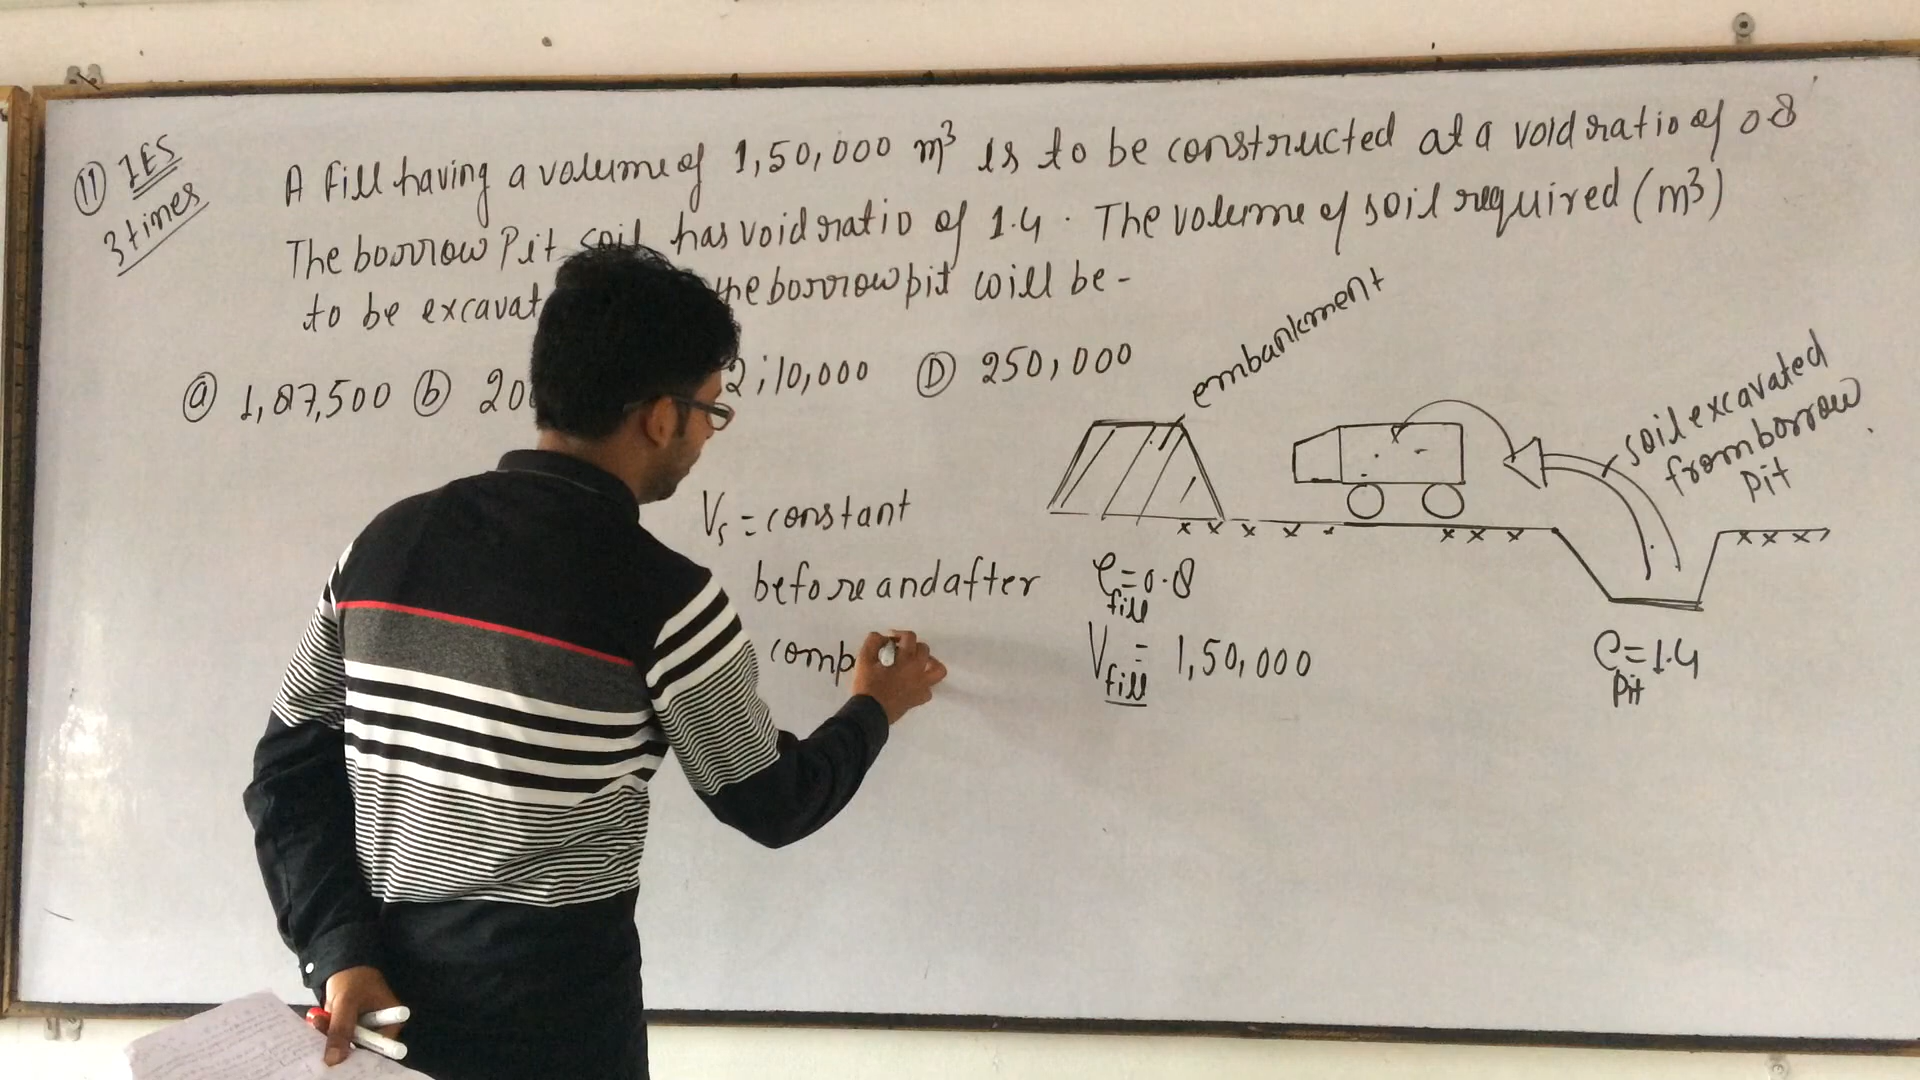 11 IES
3 times
A fill having a volume of 1,50,000 m³ is to be constructed at a void ratio of 0.8
The borrow Pit soil has void ratio of 1.4. The volume of soil required (m³)
to be excavat the borrow pit will be -
a 1,87,500 b 20 2,10,000 D 250,000
embankment
soil excavated
from borrow
pit
Vs = constant
before and after
comp
e fill = 0.8
V fill = 1,50,000
e pit = 1.4